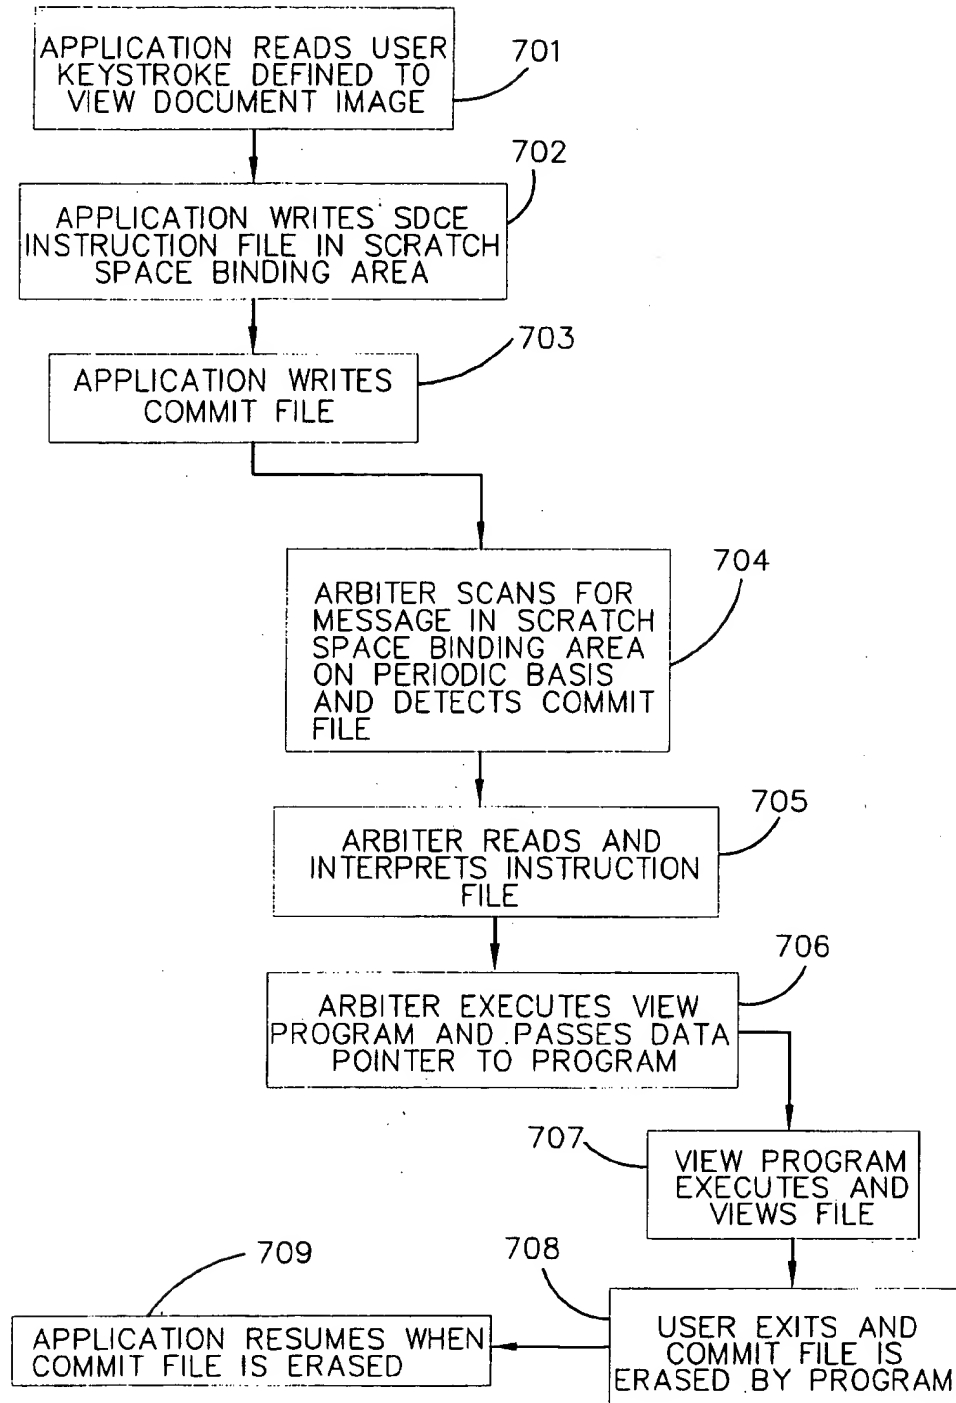 APPLICATION READS USER
KEYSTROKE DEFINED TO
VIEW DOCUMENT IMAGE
701
702
APPLICATION WRITES SDCE
INSTRUCTION FILE IN SCRATCH
SPACE BINDING AREA
703
APPLICATION WRITES
COMMIT FILE
704
ARBITER SCANS FOR
MESSAGE IN SCRATCH
SPACE BINDING AREA
ON PERIODIC BASIS
AND DETECTS COMMIT
FILE
705
ARBITER READS AND
INTERPRETS INSTRUCTION
FILE
706
ARBITER EXECUTES VIEW
PROGRAM AND PASSES DATA
POINTER TO PROGRAM
707
VIEW PROGRAM
EXECUTES AND
VIEWS FILE
708
USER EXITS AND
COMMIT FILE IS
ERASED BY PROGRAM
709
APPLICATION RESUMES WHEN
COMMIT FILE IS ERASED